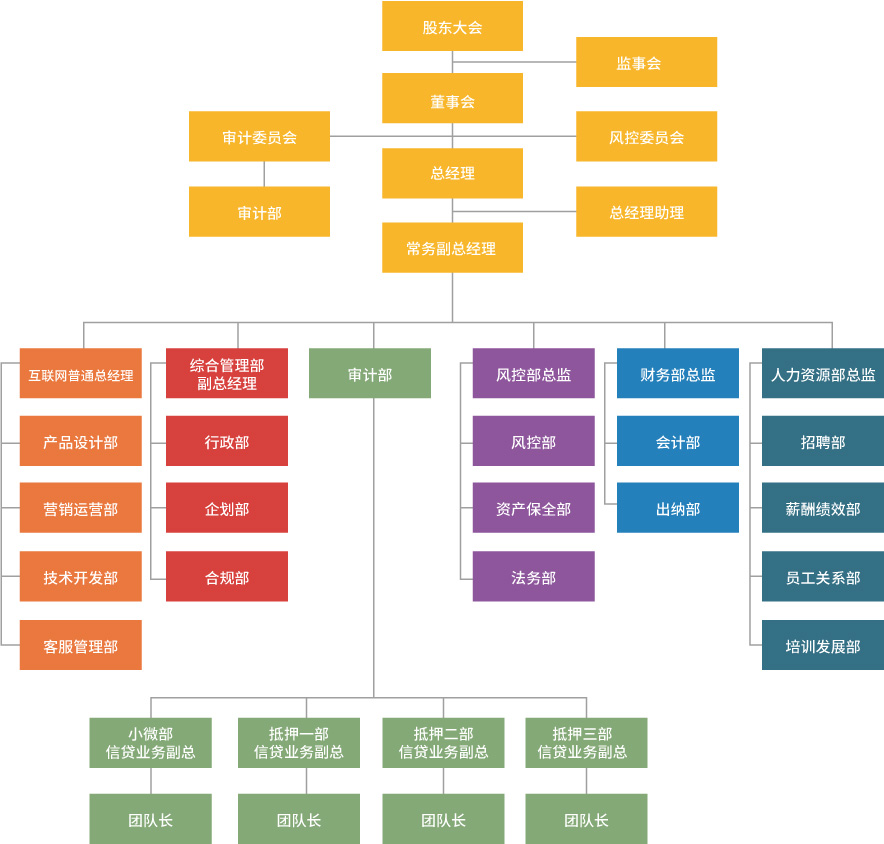 股东大会
监事会
董事会
审计委员会
风控委员会
总经理
审计部
总经理助理
常务副总经理
互联网普通总经理
综合管理部
副总经理
审计部
风控部总监
财务部总监
人力资源部总监
产品设计部
行政部
风控部
会计部
招聘部
营销运营部
企划部
资产保全部
出纳部
薪酬绩效部
技术开发部
合规部
法务部
员工关系部
客服管理部
培训发展部
小微部
信贷业务副总
抵押一部
信贷业务副总
抵押二部
信贷业务副总
抵押三部
信贷业务副总
团队长
团队长
团队长
团队长